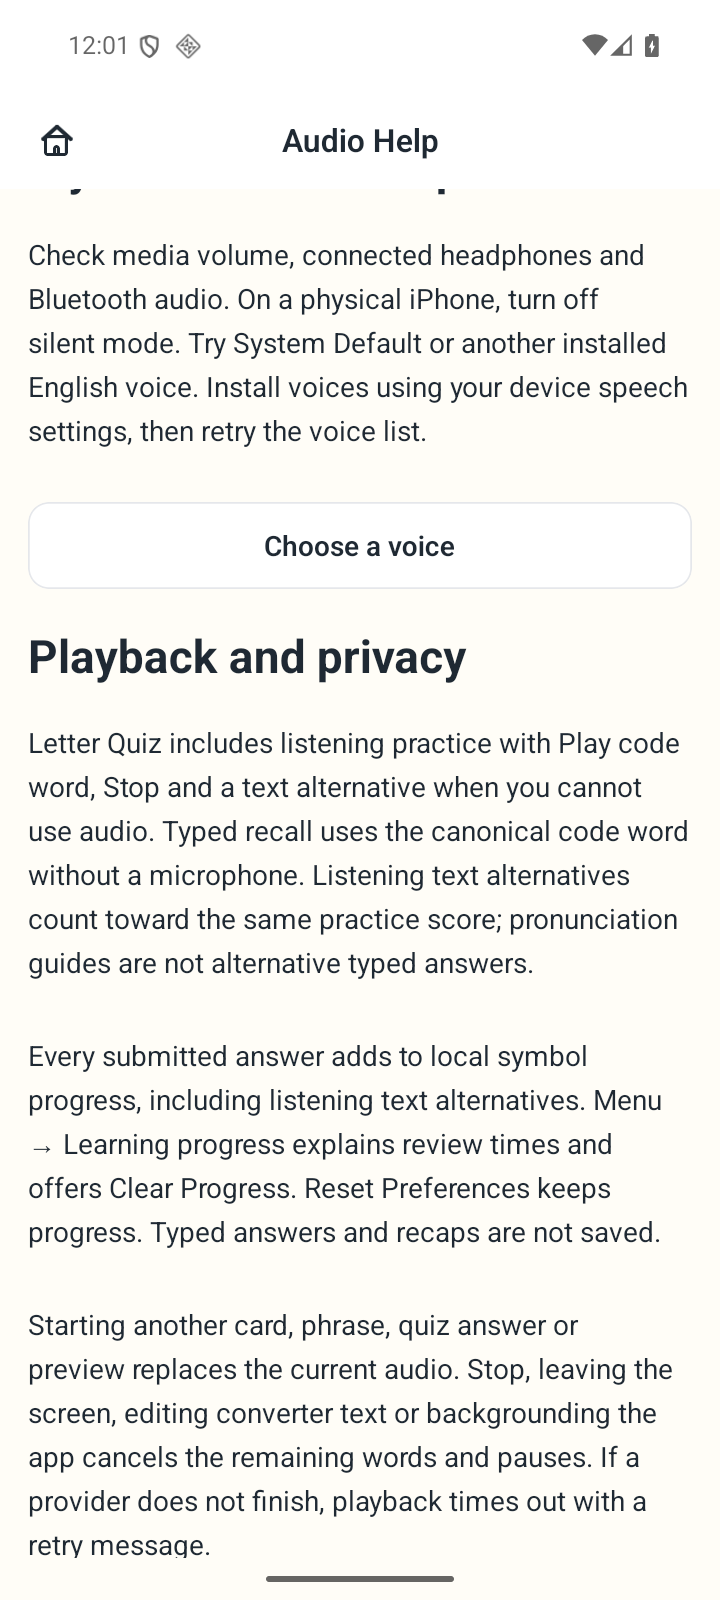 12:01
Audio Help
Check media volume, connected headphones and
Bluetooth audio. On a physical iPhone, turn off
silent mode. Try System Default or another installed
English voice. Install voices using your device speech
settings, then retry the voice list.
Choose a voice
Playback and privacy
Letter Quiz includes listening practice with Play code
word, Stop and a text alternative when you cannot
use audio. Typed recall uses the canonical code word
without a microphone. Listening text alternatives
count toward the same practice score; pronunciation
guides are not alternative typed answers.
Every submitted answer adds to local symbol
progress, including listening text alternatives. Menu
→ Learning progress explains review times and
offers Clear Progress. Reset Preferences keeps
progress. Typed answers and recaps are not saved.
Starting another card, phrase, quiz answer or
preview replaces the current audio. Stop, leaving the
screen, editing converter text or backgrounding the
app cancels the remaining words and pauses. If a
provider does not finish, playback times out with a
retry message.